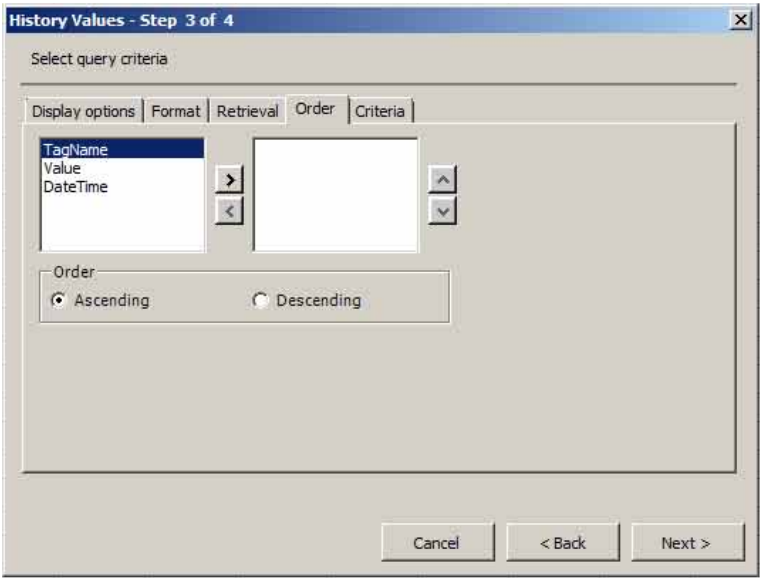 History Values - Step 3 of 4
Select query criteria
Display options Format Retrieval Order Criteria
TagName
Value
DateTime
>
<
Order
Ascending Descending
Cancel < Back Next >